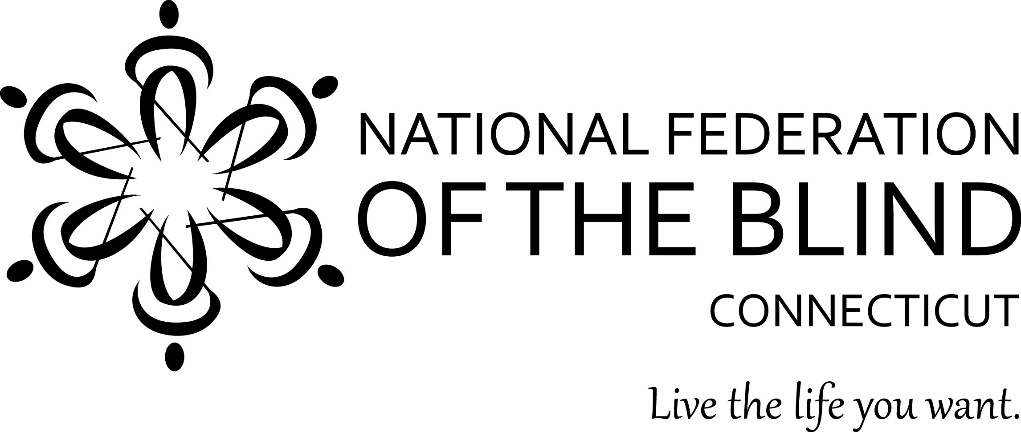 NATIONAL FEDERATION
OF THE BLIND
CONNECTICUT
Live the life you want.